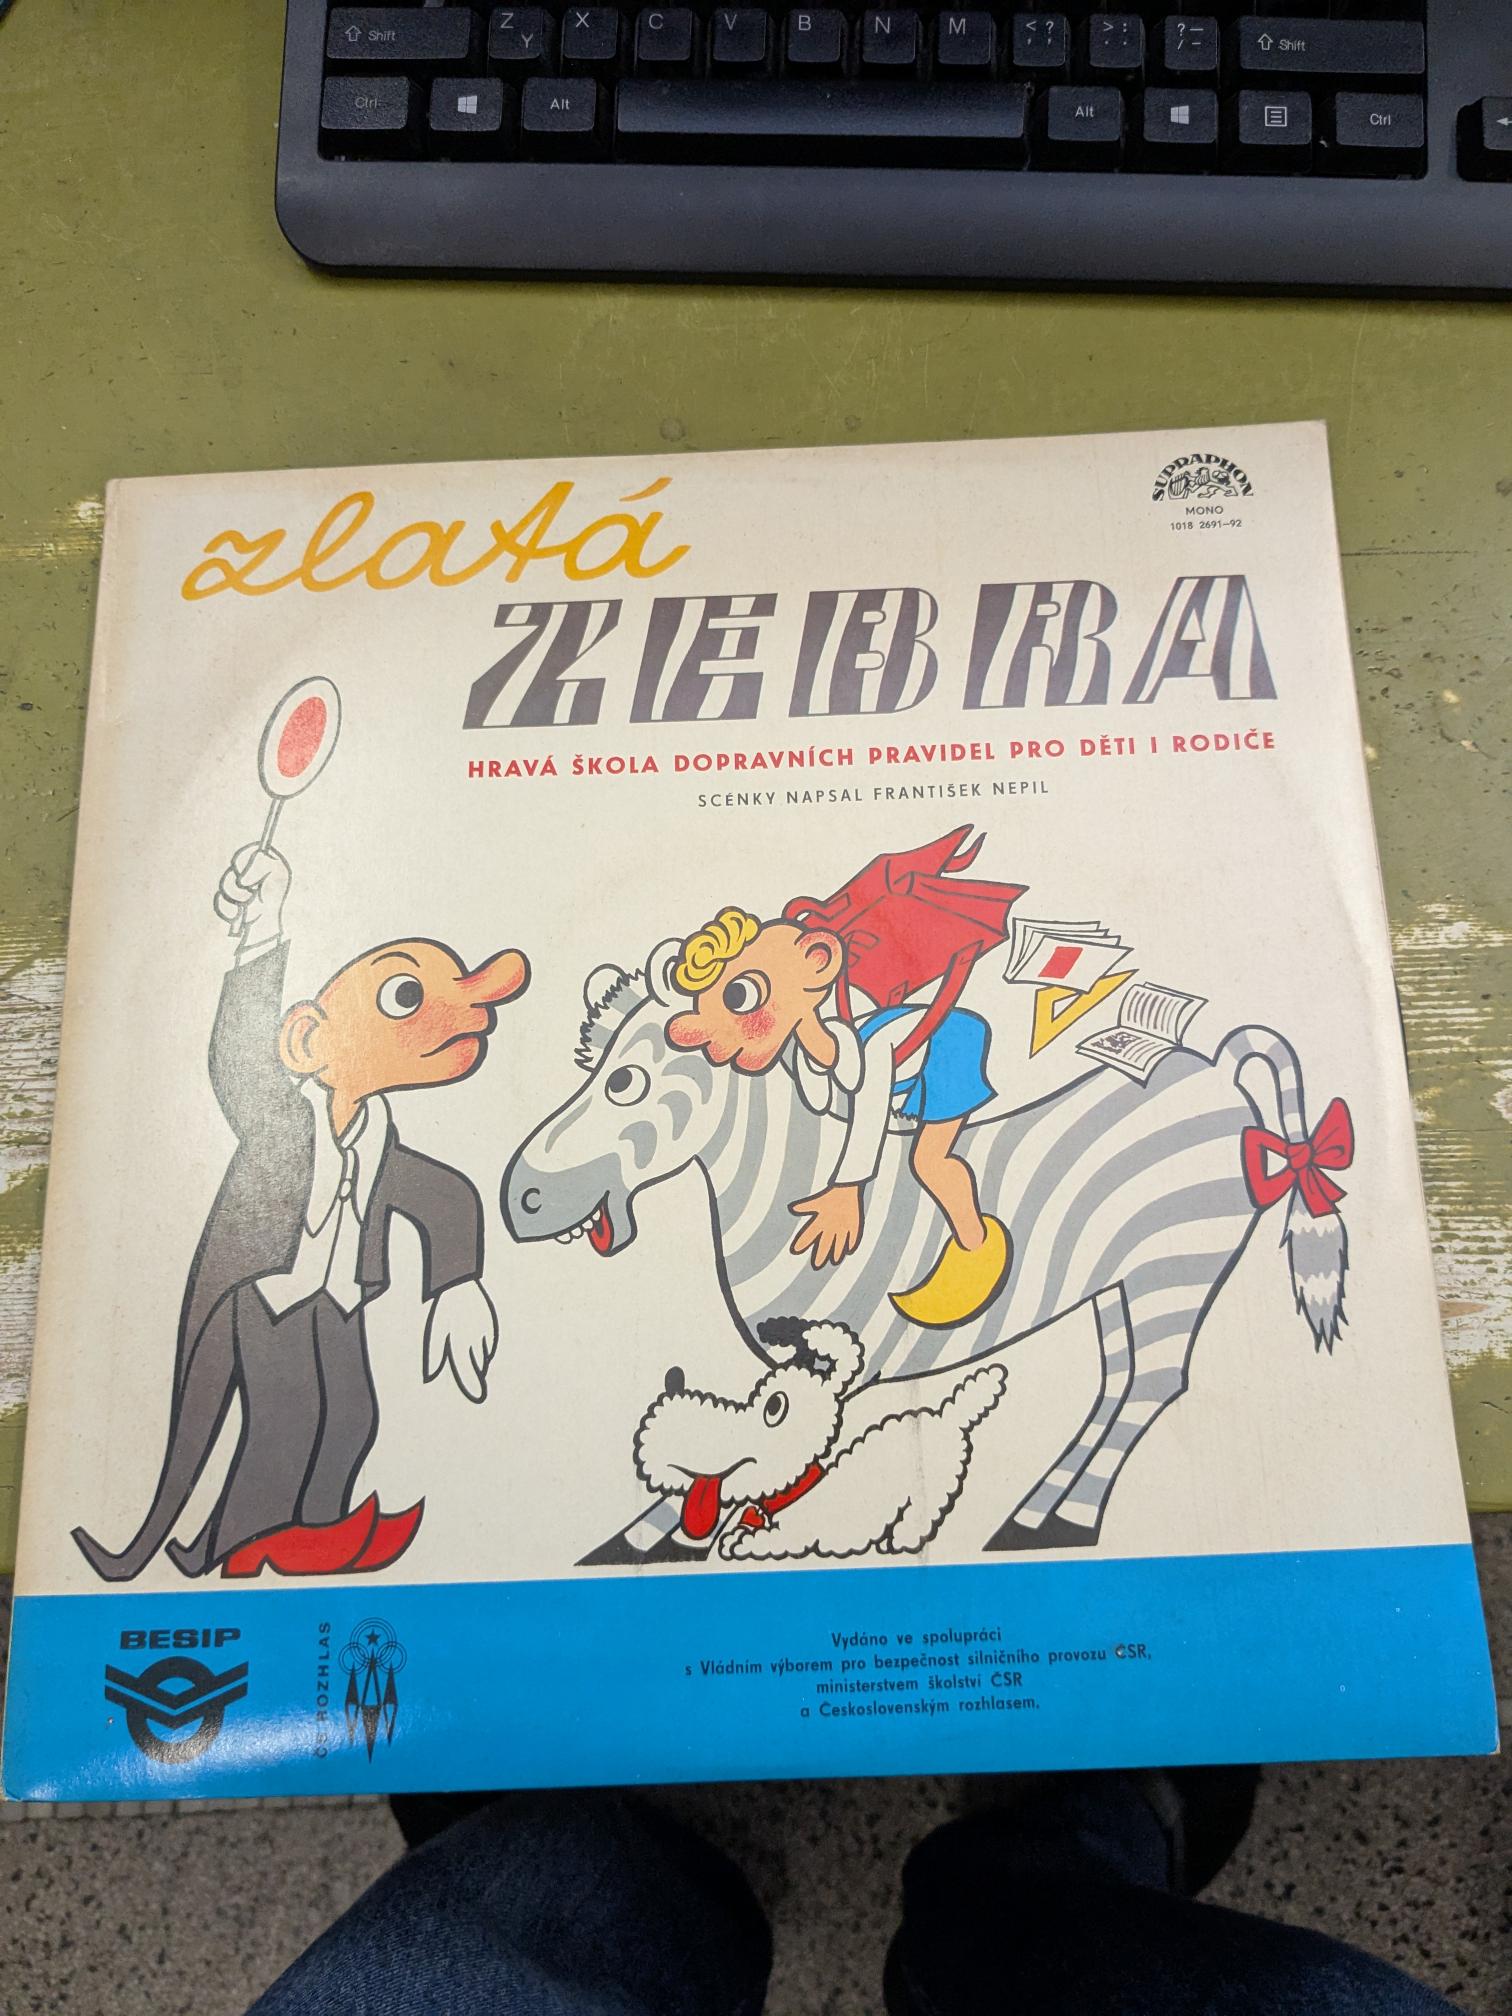 Shift
Z
Y
X
C
V
B
N
M
< ?
, ,
> :
. .
? _
/ -
Shift
Ctrl
Alt
Alt
Ctrl
SUPRAPHON
MONO
1018 2691-92
zlatá
ZEBRA
HRAVÁ ŠKOLA DOPRAVNÍCH PRAVIDEL PRO DĚTI I RODIČE
SCÉNKY NAPSAL FRANTIŠEK NEPIL
BESIP
ČS ROZHLAS
Vydáno ve spolupráci
s Vládním výborem pro bezpečnost silničního provozu ČSR,
ministerstvem školství ČSR
a Československým rozhlasem.